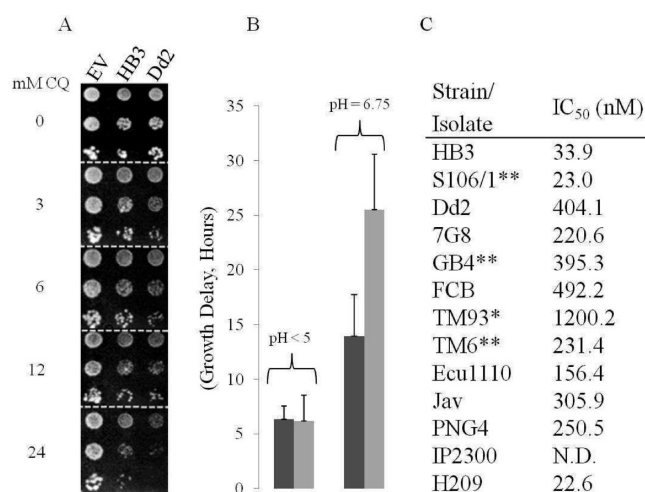 A
B
C
mM CQ
EV HB3 Dd2
0
3
6
12
24
(Growth Delay, Hours)
35
30
25
20
15
10
5
0
pH = 6.75
pH < 5
Strain/ Isolate IC50 (nM)
HB3 33.9
S106/1** 23.0
Dd2 404.1
7G8 220.6
GB4** 395.3
FCB 492.2
TM93* 1200.2
TM6** 231.4
Ecu1110 156.4
Jav 305.9
PNG4 250.5
IP2300 N.D.
H209 22.6